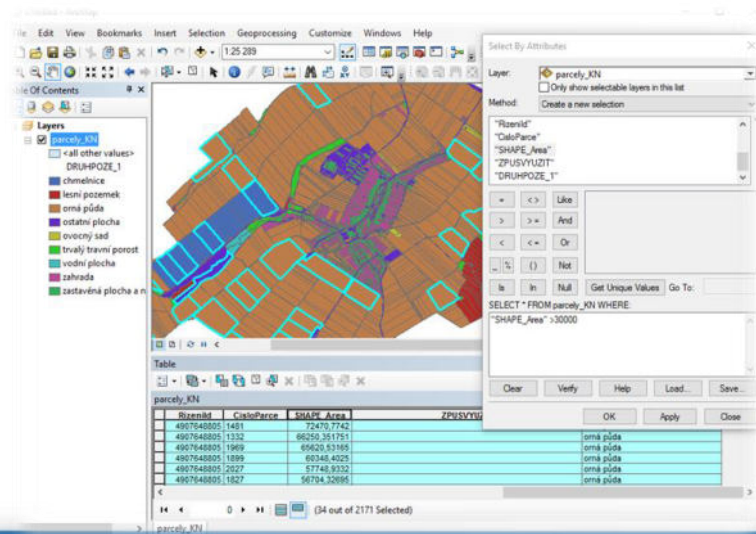 File Edit View Bookmarks Insert Selection Geoprocessing Customize Windows Help
1:25 289
Table Of Contents
Layers
parcely_KN
<all other values>
DRUHPOZE_1
chmelnice
lesní pozemek
orná půda
ostatní plocha
ovocný sad
trvalý travní porost
vodní plocha
zahrada
zastavěná plocha a n
Select By Attributes
Layer: parcely_KN
Only show selectable layers in this list
Method: Create a new selection
"RizeniId"
"CisloParce"
"SHAPE_Area"
"ZPUSVYUZIT"
"DRUHPOZE_1"
= < > Like
> > = And
< < = Or
_ % ( ) Not
Is In Null Get Unique Values Go To:
SELECT * FROM parcely_KN WHERE:
"SHAPE_Area" >30000
Clear Verify Help Load... Save...
OK Apply Close
Table
parcely_KN
RizeniId CisloParce SHAPE_Area ZPUSVYUZ
4907648805 1481 72470,7742
4907648805 1332 66250,351751 orná půda
4907648805 1969 65620,53165 orná půda
4907648805 1899 60348,4025 orná půda
4907648805 2027 57748,9332 orná půda
4907648805 1827 56704,32695 orná půda
0 (34 out of 2171 Selected)
parcely_KN